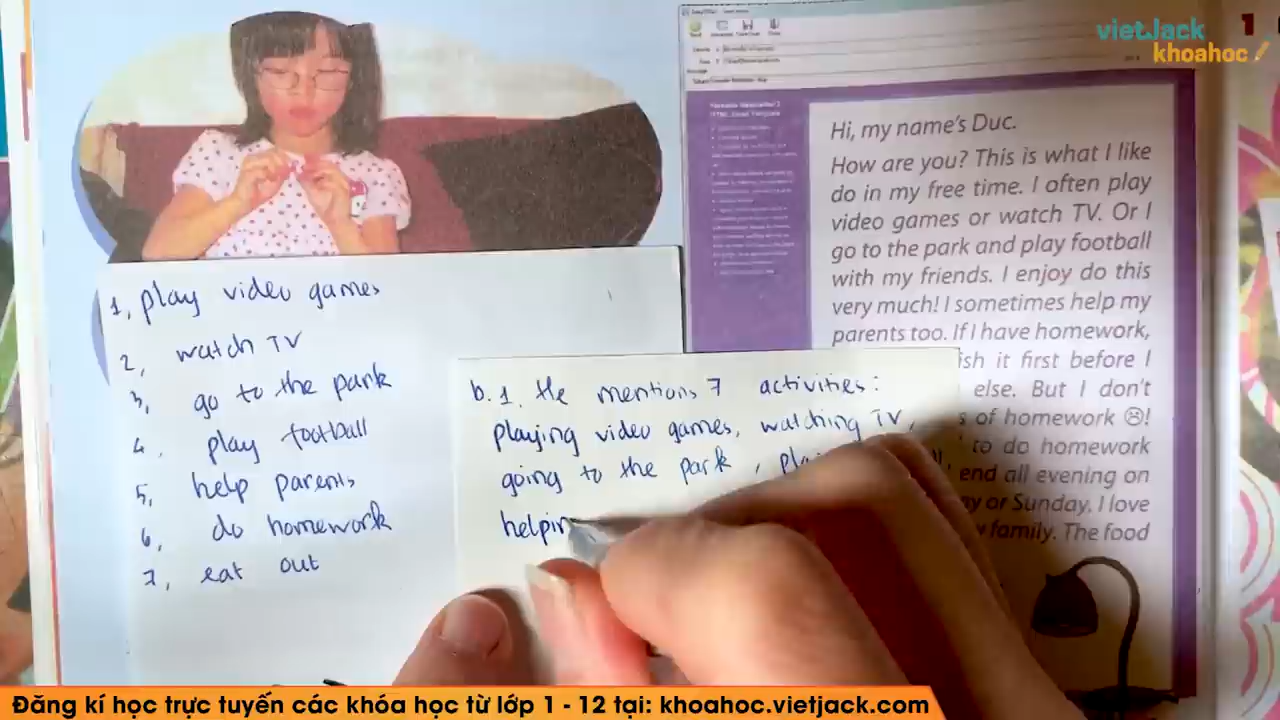 vietJack
khoahoc
1
Hi, my name's Duc.
How are you? This is what I like
do in my free time. I often play
video games or watch TV. Or I
go to the park and play football
with my friends. I enjoy do this
very much! I sometimes help my
parents too. If I have homework,
ish it first before I
else. But I don't
s of homework ☹!
to do homework
end all evening on
ay or Sunday. I love
family. The food
1, play video games
2, watch TV
3, go to the park
4, play football
5, help parents
6, do homework
7, eat out
b. 1. He mentions 7 activities:
playing video games, watching TV,
going to the park, pla
helpin
Đăng kí học trực tuyến các khóa học từ lớp 1 - 12 tại: khoahoc.vietjack.com